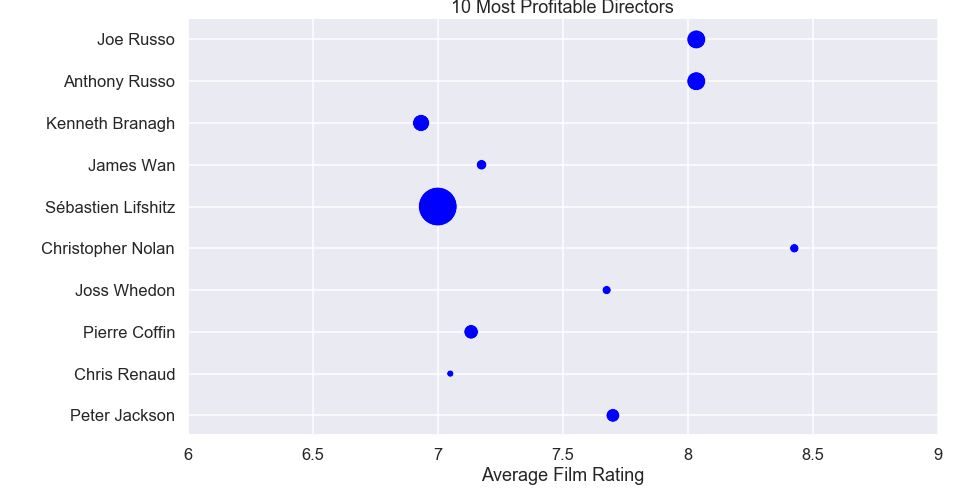 10 Most Profitable Directors
Joe Russo
Anthony Russo
Kenneth Branagh
James Wan
Sébastien Lifshitz
Christopher Nolan
Joss Whedon
Pierre Coffin
Chris Renaud
Peter Jackson
6 6.5 7 7.5 8 8.5 9
Average Film Rating